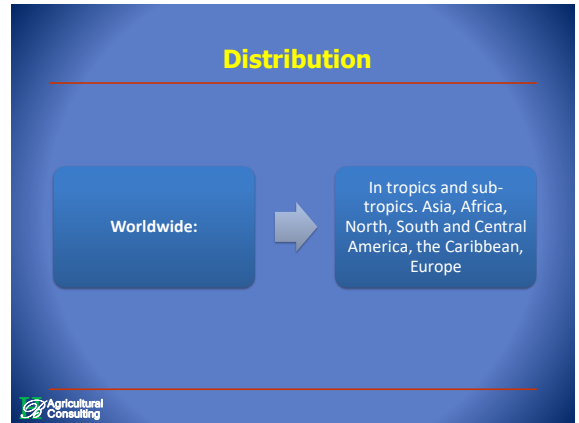 Distribution
Worldwide:
In tropics and sub-
tropics. Asia, Africa,
North, South and Central
America, the Caribbean,
Europe
Agricultural
Consulting